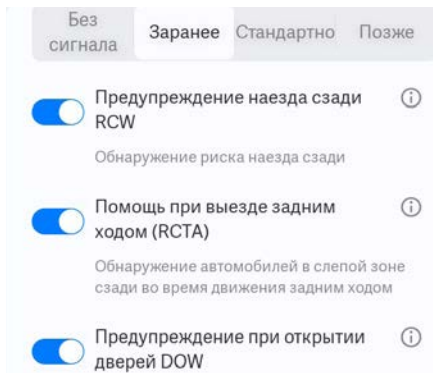 Без
сигнала
Заранее
Стандартно
Позже
Предупреждение наезда сзади
RCW
Обнаружение риска наезда сзади
Помощь при выезде задним
ходом (RCTA)
Обнаружение автомобилей в слепой зоне
сзади во время движения задним ходом
Предупреждение при открытии
дверей DOW